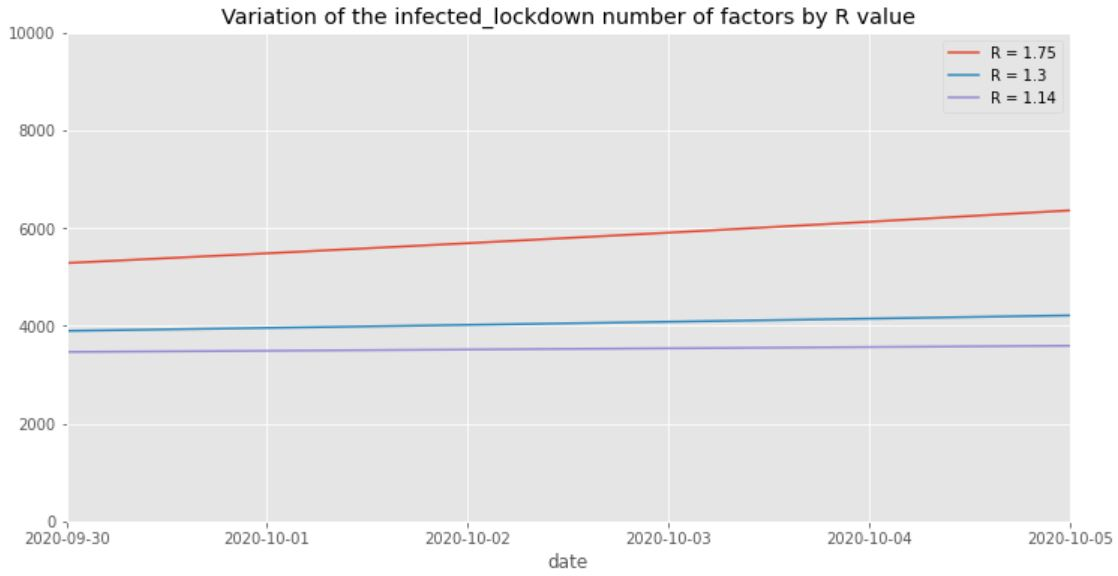 Variation of the infected_lockdown number of factors by R value
10000
8000
6000
4000
2000
0
R = 1.75
R = 1.3
R = 1.14
2020-09-30 2020-10-01 2020-10-02 2020-10-03 2020-10-04 2020-10-05
date